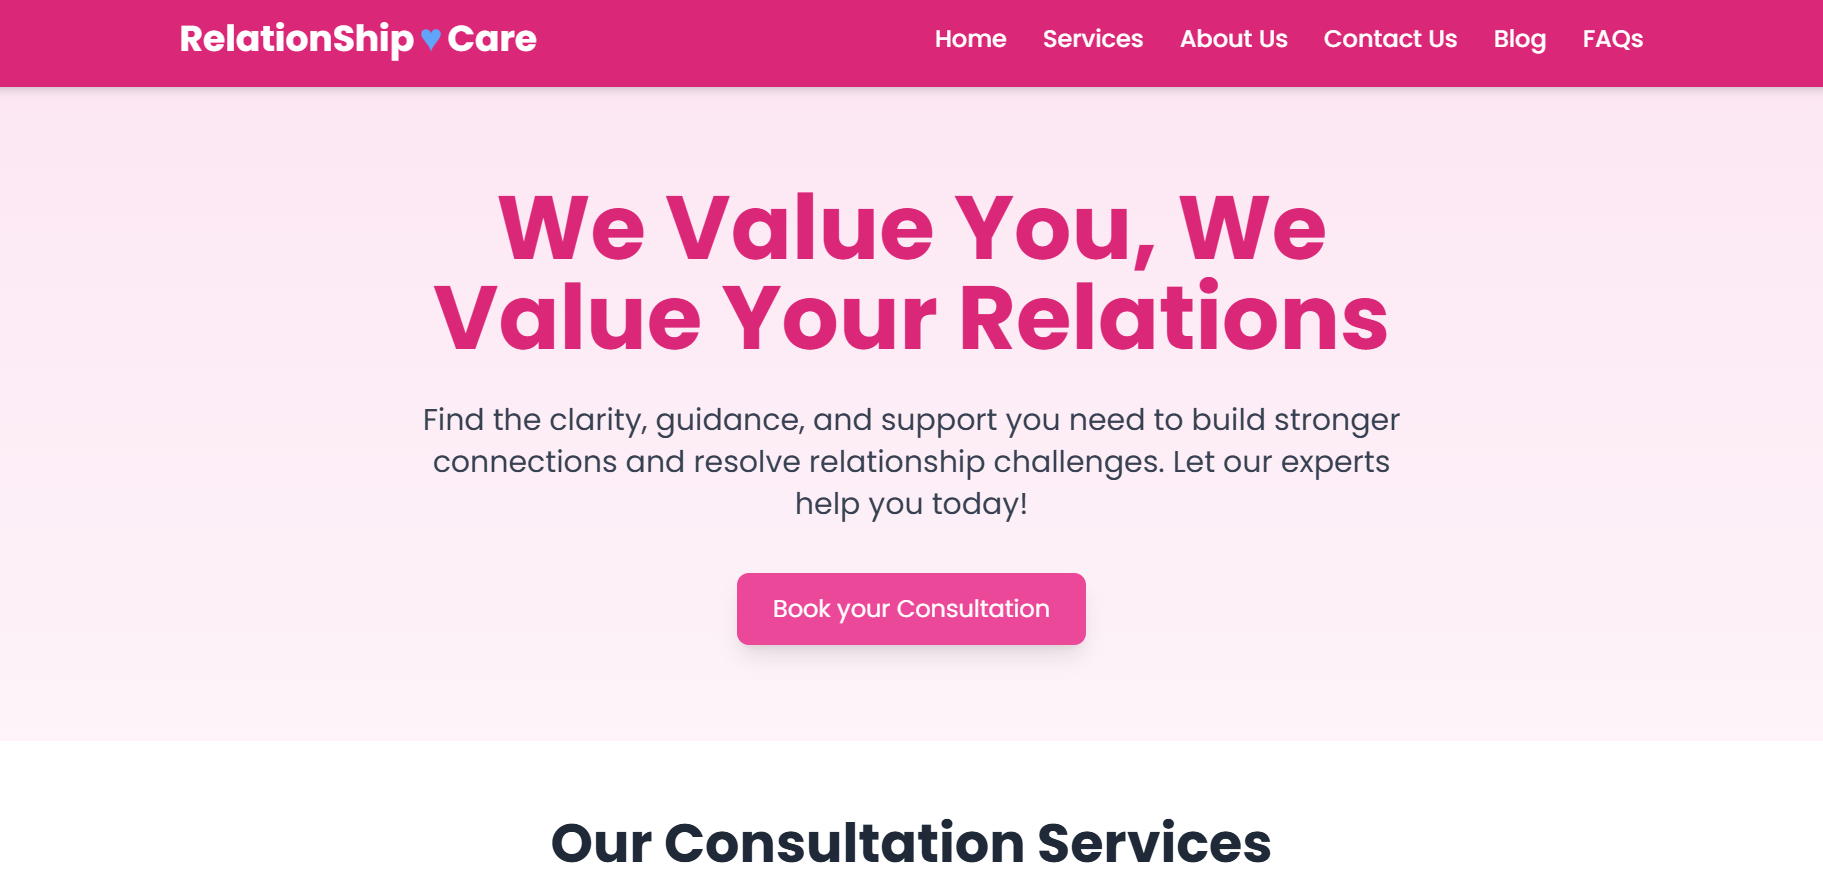 RelationShip ♥ Care
Home Services About Us Contact Us Blog FAQs
We Value You, We
Value Your Relations
Find the clarity, guidance, and support you need to build stronger
connections and resolve relationship challenges. Let our experts
help you today!
Book your Consultation
Our Consultation Services